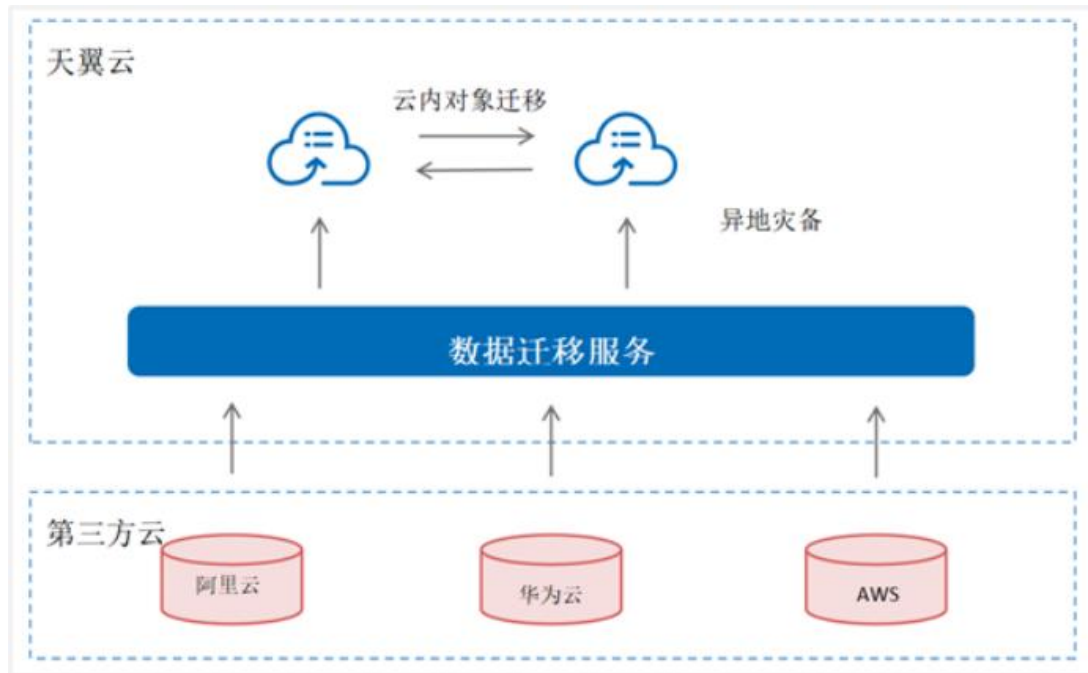 天翼云
云内对象迁移
异地灾备
数据迁移服务
第三方云
阿里云
华为云
AWS